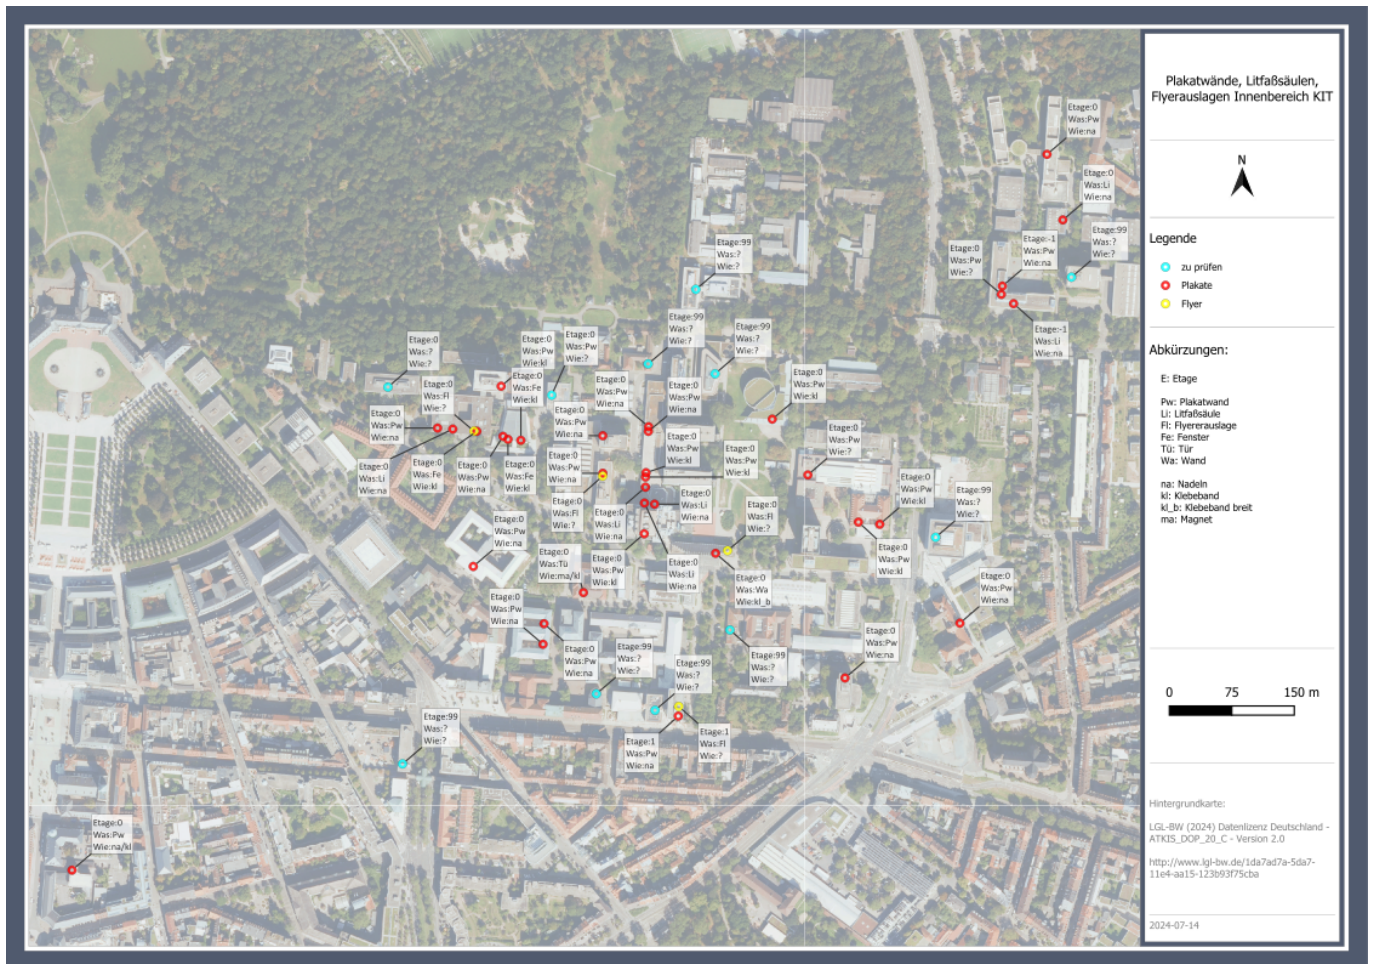 Plakatwände, Litfaßsäulen,
Flyerauslagen Innenbereich KIT
N
Legende
zu prüfen
Plakate
Flyer
Abkürzungen:
E: Etage
Pw: Plakatwand
Li: Litfaßsäule
Fl: Flyererauslage
Fe: Fenster
Tü: Tür
Wa: Wand
na: Nadeln
kl: Klebeband
kl_b: Klebeband breit
ma: Magnet
0 75 150 m
Hintergrundkarte:
LGL-BW (2024) Datenlizenz Deutschland -
ATKIS_DOP_20_C - Version 2.0
http://www.lgl-bw.de/1da7ad7a-5da7-
11e4-aa15-123b93f75cba
2024-07-14
Etage:0
Was:Pw
Wie:na
Etage:0
Was:Li
Wie:na
Etage:99
Was:?
Wie:?
Etage:-1
Was:Pw
Wie:na
Etage:0
Was:Pw
Wie:?
Etage:-1
Was:Li
Wie:na
Etage:99
Was:?
Wie:?
Etage:99
Was:?
Wie:?
Etage:99
Was:?
Wie:?
Etage:0
Was:?
Wie:?
Etage:0
Was:Pw
Wie:kl
Etage:0
Was:Pw
Wie:?
Etage:0
Was:Fe
Wie:kl
Etage:0
Was:Fl
Wie:?
Etage:0
Was:Pw
Wie:na
Etage:0
Was:Pw
Wie:na
Etage:0
Was:Pw
Wie:kl
Etage:0
Was:Pw
Wie:na
Etage:0
Was:Pw
Wie:na
Etage:0
Was:Pw
Wie:?
Etage:0
Was:Pw
Wie:kl
Etage:0
Was:Pw
Wie:kl
Etage:0
Was:Pw
Wie:na
Etage:0
Was:Li
Wie:na
Etage:0
Was:Fe
Wie:kl
Etage:0
Was:Pw
Wie:na
Etage:0
Was:Fe
Wie:kl
Etage:0
Was:Pw
Wie:kl
Etage:99
Was:?
Wie:?
Etage:0
Was:Li
Wie:na
Etage:0
Was:Fl
Wie:?
Etage:0
Was:Li
Wie:na
Etage:0
Was:Fl
Wie:?
Etage:0
Was:Pw
Wie:na
Etage:0
Was:Pw
Wie:kl
Etage:0
Was:Tü
Wie:ma/kl
Etage:0
Was:Pw
Wie:kl
Etage:0
Was:Li
Wie:na
Etage:0
Was:Wa
Wie:kl_b
Etage:0
Was:Pw
Wie:na
Etage:0
Was:Pw
Wie:na
Etage:0
Was:Pw
Wie:na
Etage:0
Was:Pw
Wie:na
Etage:99
Was:?
Wie:?
Etage:99
Was:?
Wie:?
Etage:99
Was:?
Wie:?
Etage:99
Was:?
Wie:?
Etage:1
Was:Fl
Wie:?
Etage:1
Was:Pw
Wie:na
Etage:0
Was:Pw
Wie:na/kl